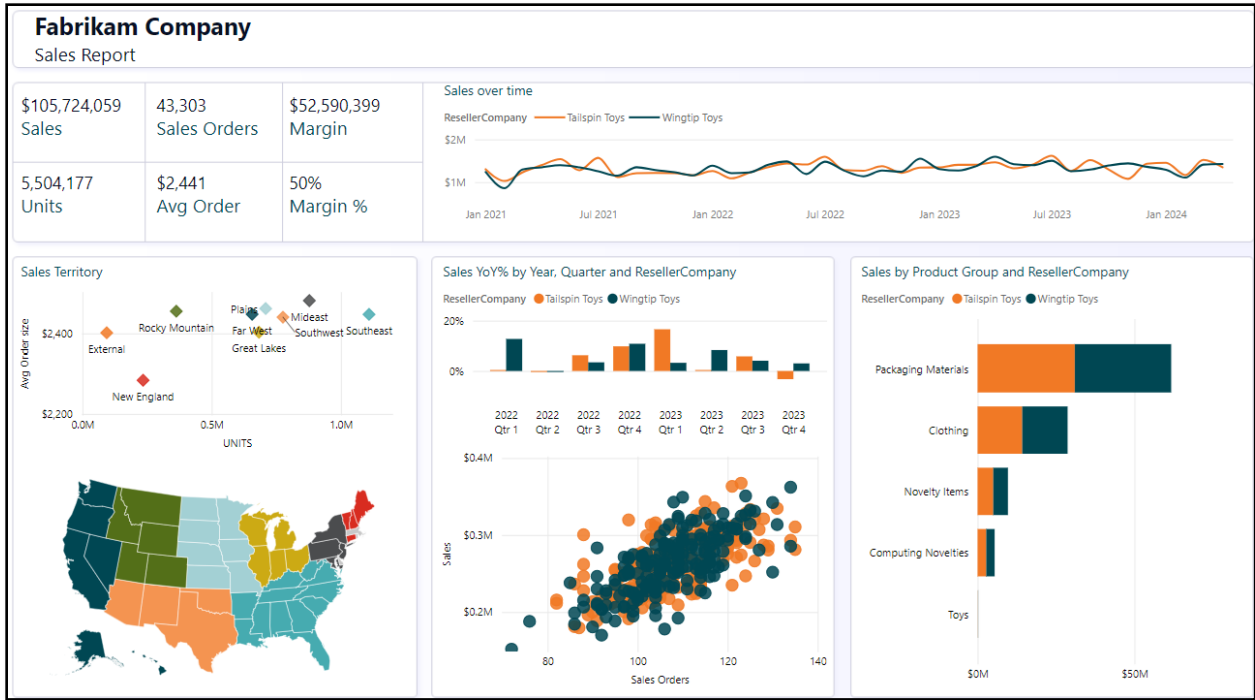 Fabrikam Company
Sales Report
$105,724,059
Sales
43,303
Sales Orders
$52,590,399
Margin
5,504,177
Units
$2,441
Avg Order
50%
Margin %
Sales over time
ResellerCompany Tailspin Toys Wingtip Toys
$2M
$1M
Jan 2021 Jul 2021 Jan 2022 Jul 2022 Jan 2023 Jul 2023 Jan 2024
Sales Territory
Avg Order size
$2,400
$2,200
External
Rocky Mountain
New England
Plains
Far West
Great Lakes
Mideast
Southwest
Southeast
0.0M 0.5M 1.0M
UNITS
Sales YoY% by Year, Quarter and ResellerCompany
ResellerCompany Tailspin Toys Wingtip Toys
20%
0%
2022 2022 2022 2022 2023 2023 2023 2023
Qtr 1 Qtr 2 Qtr 3 Qtr 4 Qtr 1 Qtr 2 Qtr 3 Qtr 4
$0.4M
$0.3M
$0.2M
Sales
80 100 120 140
Sales Orders
Sales by Product Group and ResellerCompany
ResellerCompany Tailspin Toys Wingtip Toys
Packaging Materials
Clothing
Novelty Items
Computing Novelties
Toys
$0M $50M